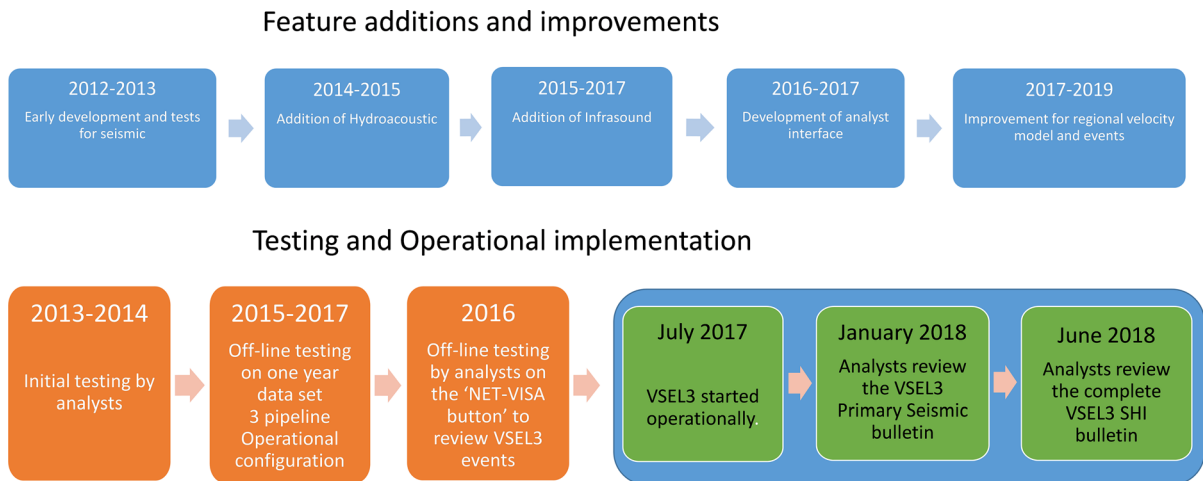 Feature additions and improvements
2012-2013
Early development and tests
for seismic
2014-2015
Addition of Hydroacoustic
2015-2017
Addition of Infrasound
2016-2017
Development of analyst
interface
2017-2019
Improvement for regional velocity
model and events
Testing and Operational implementation
2013-2014
Initial testing by
analysts
2015-2017
Off-line testing
on one year
data set
3 pipeline
Operational
configuration
2016
Off-line testing
by analysts on
the ‘NET-VISA
button’ to
review VSEL3
events
July 2017
VSEL3 started
operationally.
January 2018
Analysts review
the VSEL3
Primary Seismic
bulletin
June 2018
Analysts review
the complete
VSEL3 SHI
bulletin